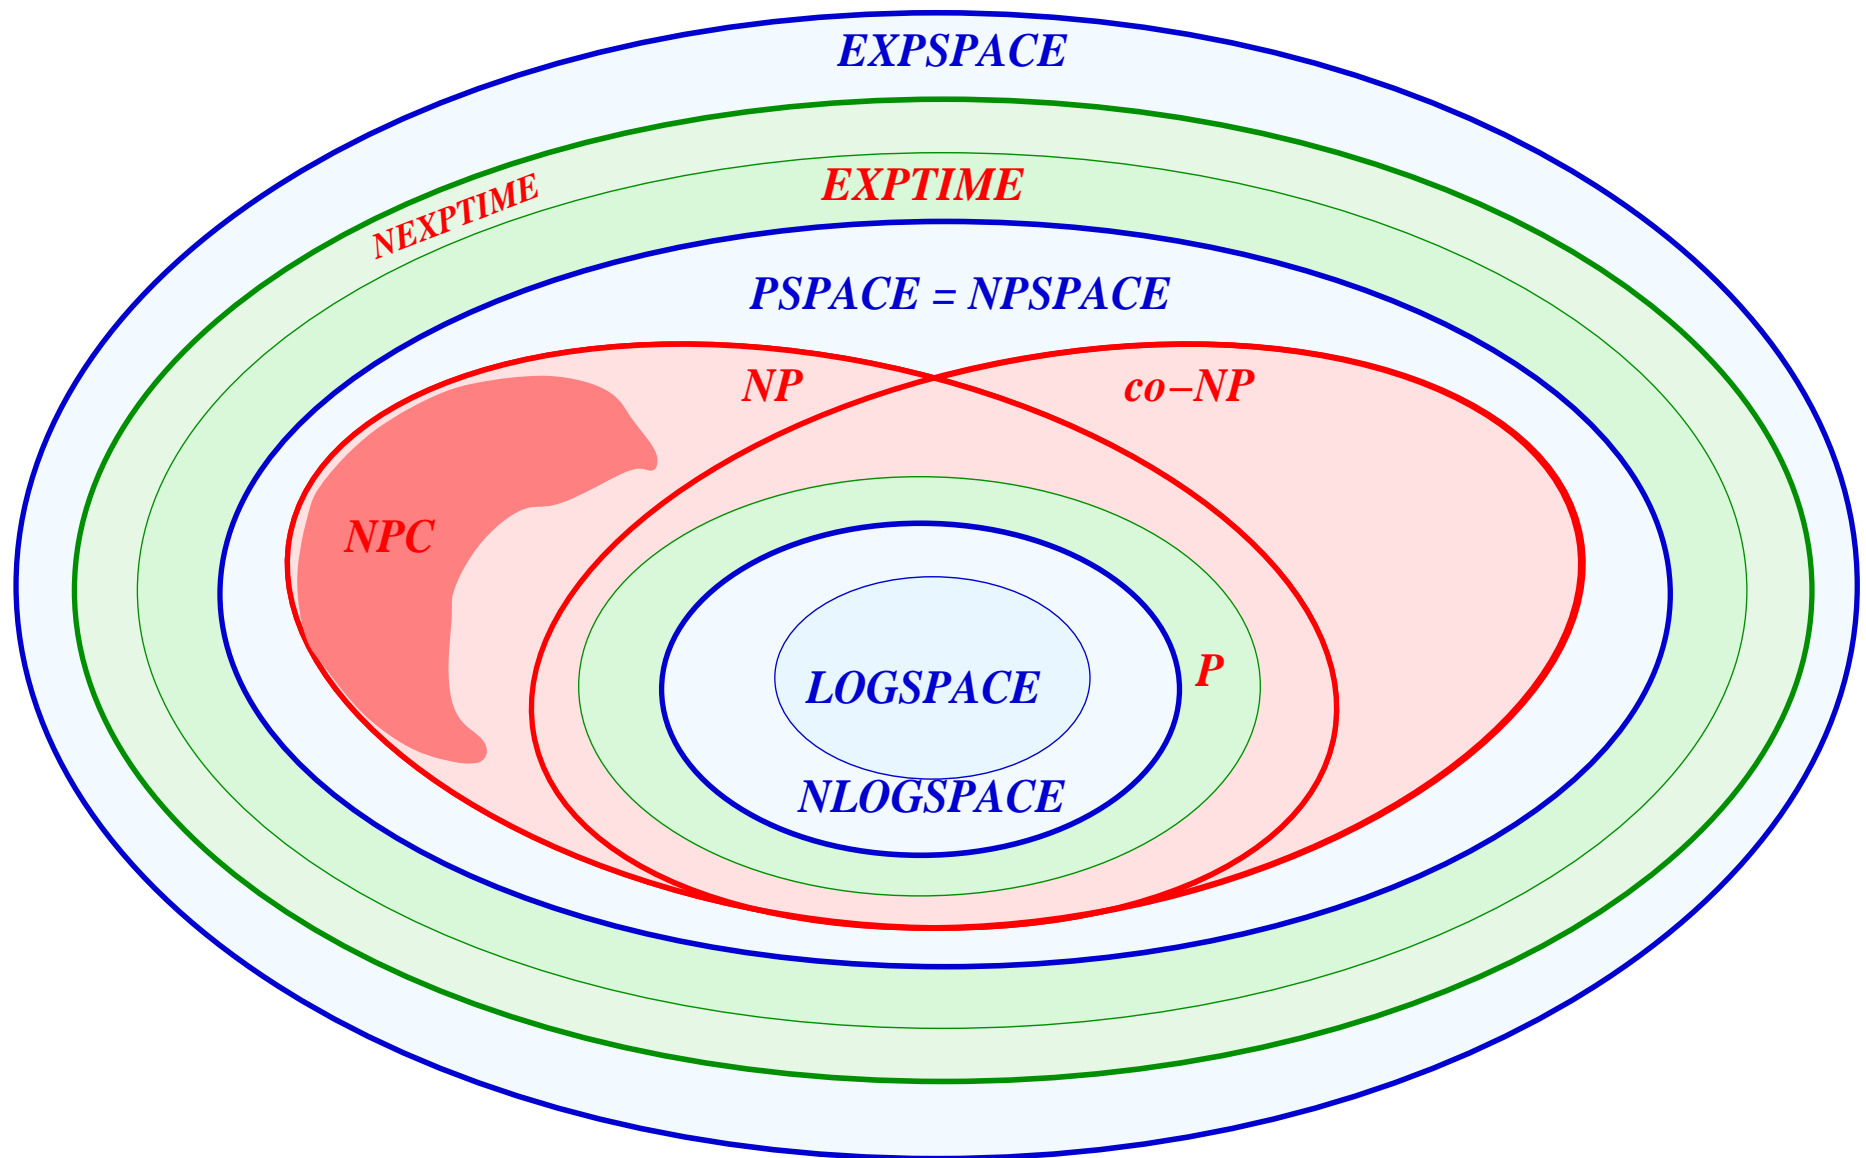 EXPSPACE
EXPTIME
NEXPTIME
PSPACE = NPSPACE
NP
co–NP
NPC
P
LOGSPACE
NLOGSPACE